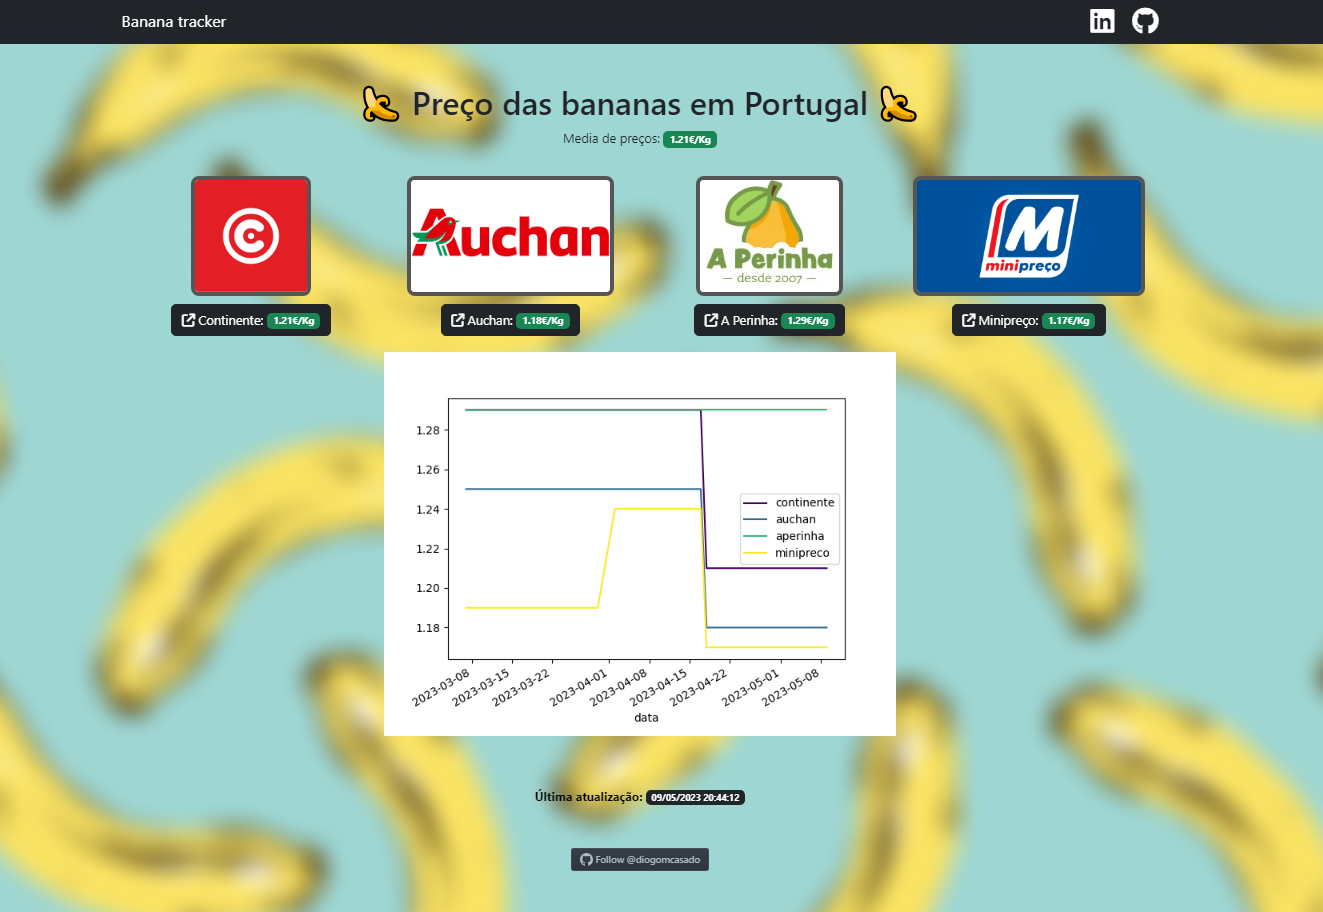 Banana tracker
Preço das bananas em Portugal
Media de preços: 1.21€/Kg
Auchan
A Perinha
— desde 2007 —
M
minipreço
Continente: 1.21€/Kg
Auchan: 1.18€/Kg
A Perinha: 1.29€/Kg
Minipreço: 1.17€/Kg
1.28
1.26
1.24
1.22
1.20
1.18
continente
auchan
aperinha
minipreco
2023-03-08
2023-03-15
2023-03-22
2023-04-01
2023-04-08
2023-04-15
2023-04-22
2023-05-01
2023-05-08
data
Última atualização: 09/05/2023 20:44:12
Follow @diogomcasado